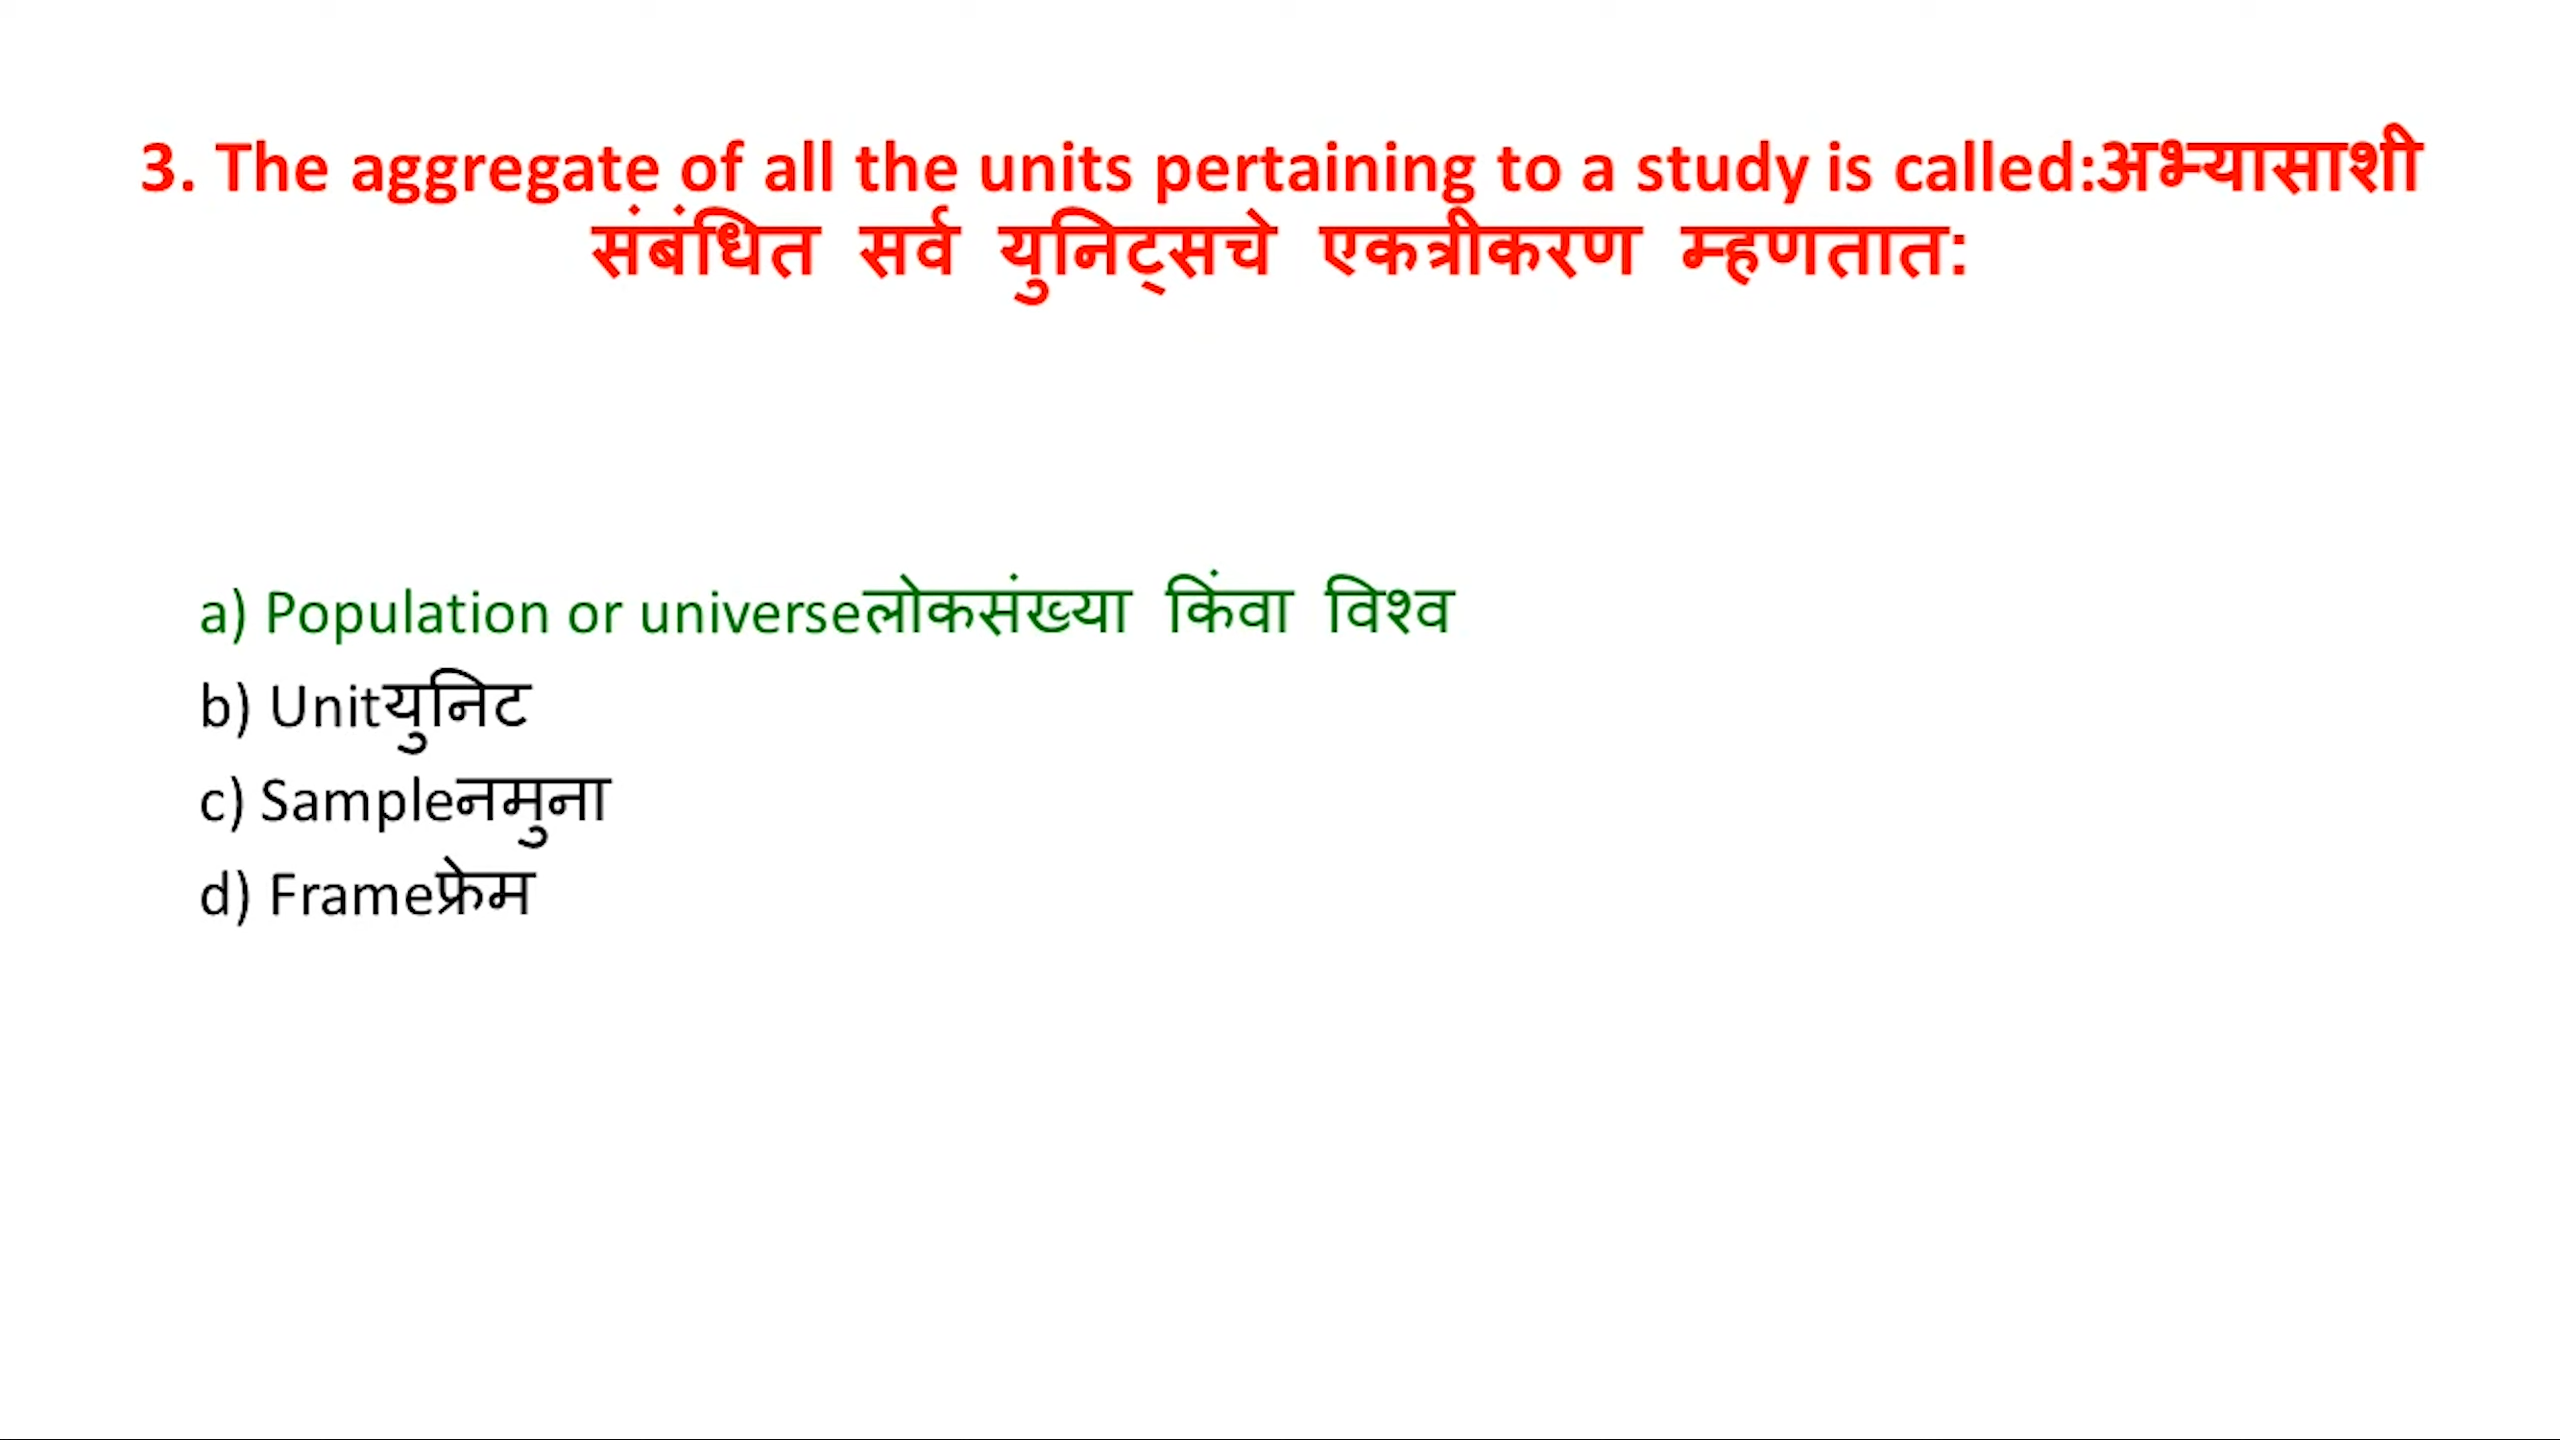 3. The aggregate of all the units pertaining to a study is called:अभ्यासाशी
संबंधित सर्व युनिट्सचे एकत्रीकरण म्हणतात:
a) Population or universeलोकसंख्या किंवा विश्व
b) Unitयुनिट
c) Sampleनमुना
d) Frameफ्रेम